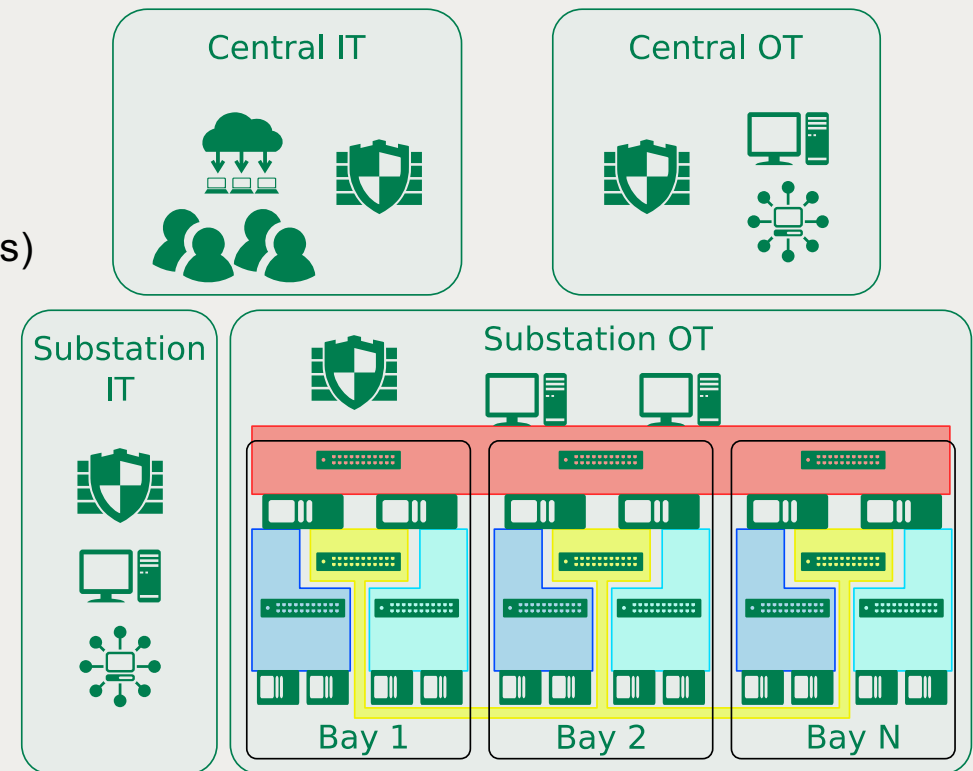 Central IT
Central OT
s)
Substation
IT
Substation OT
Bay 1
Bay 2
Bay N